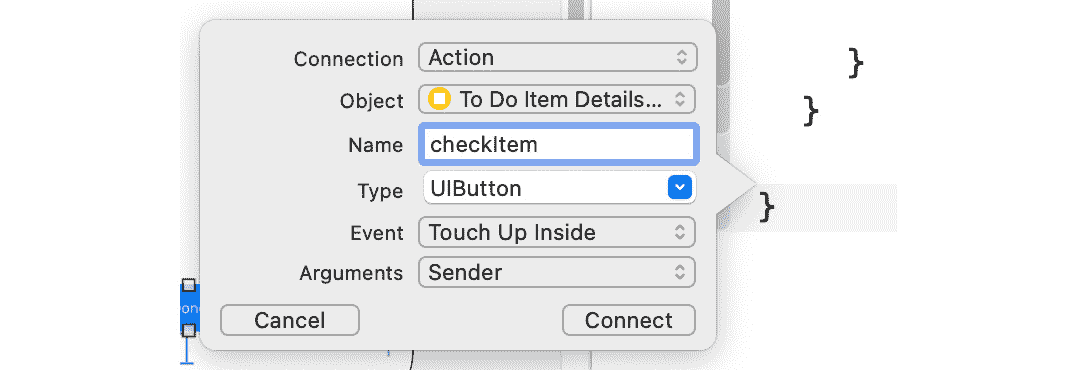 Connection Action
Object To Do Item Details...
Name checkItem
Type UIButton
Event Touch Up Inside
Arguments Sender
Cancel Connect
}
}
}